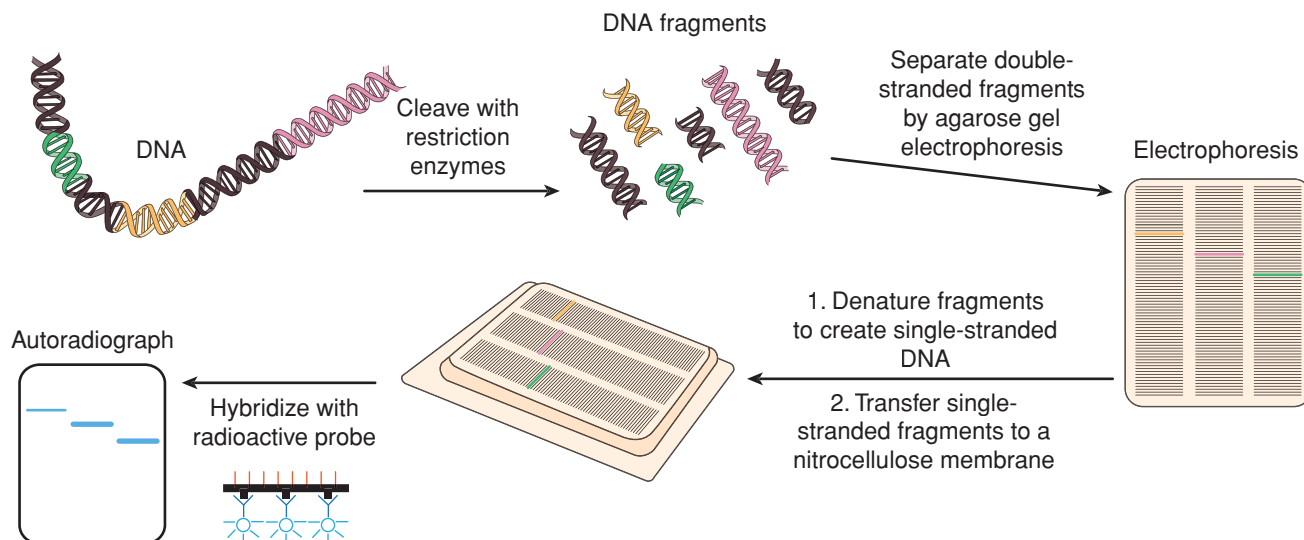 DNA fragments
DNA
Cleave with
restriction
enzymes
Separate double-
stranded fragments
by agarose gel
electrophoresis
Electrophoresis
1. Denature fragments
to create single-stranded
DNA
2. Transfer single-
stranded fragments to a
nitrocellulose membrane
Hybridize with
radioactive probe
Autoradiograph